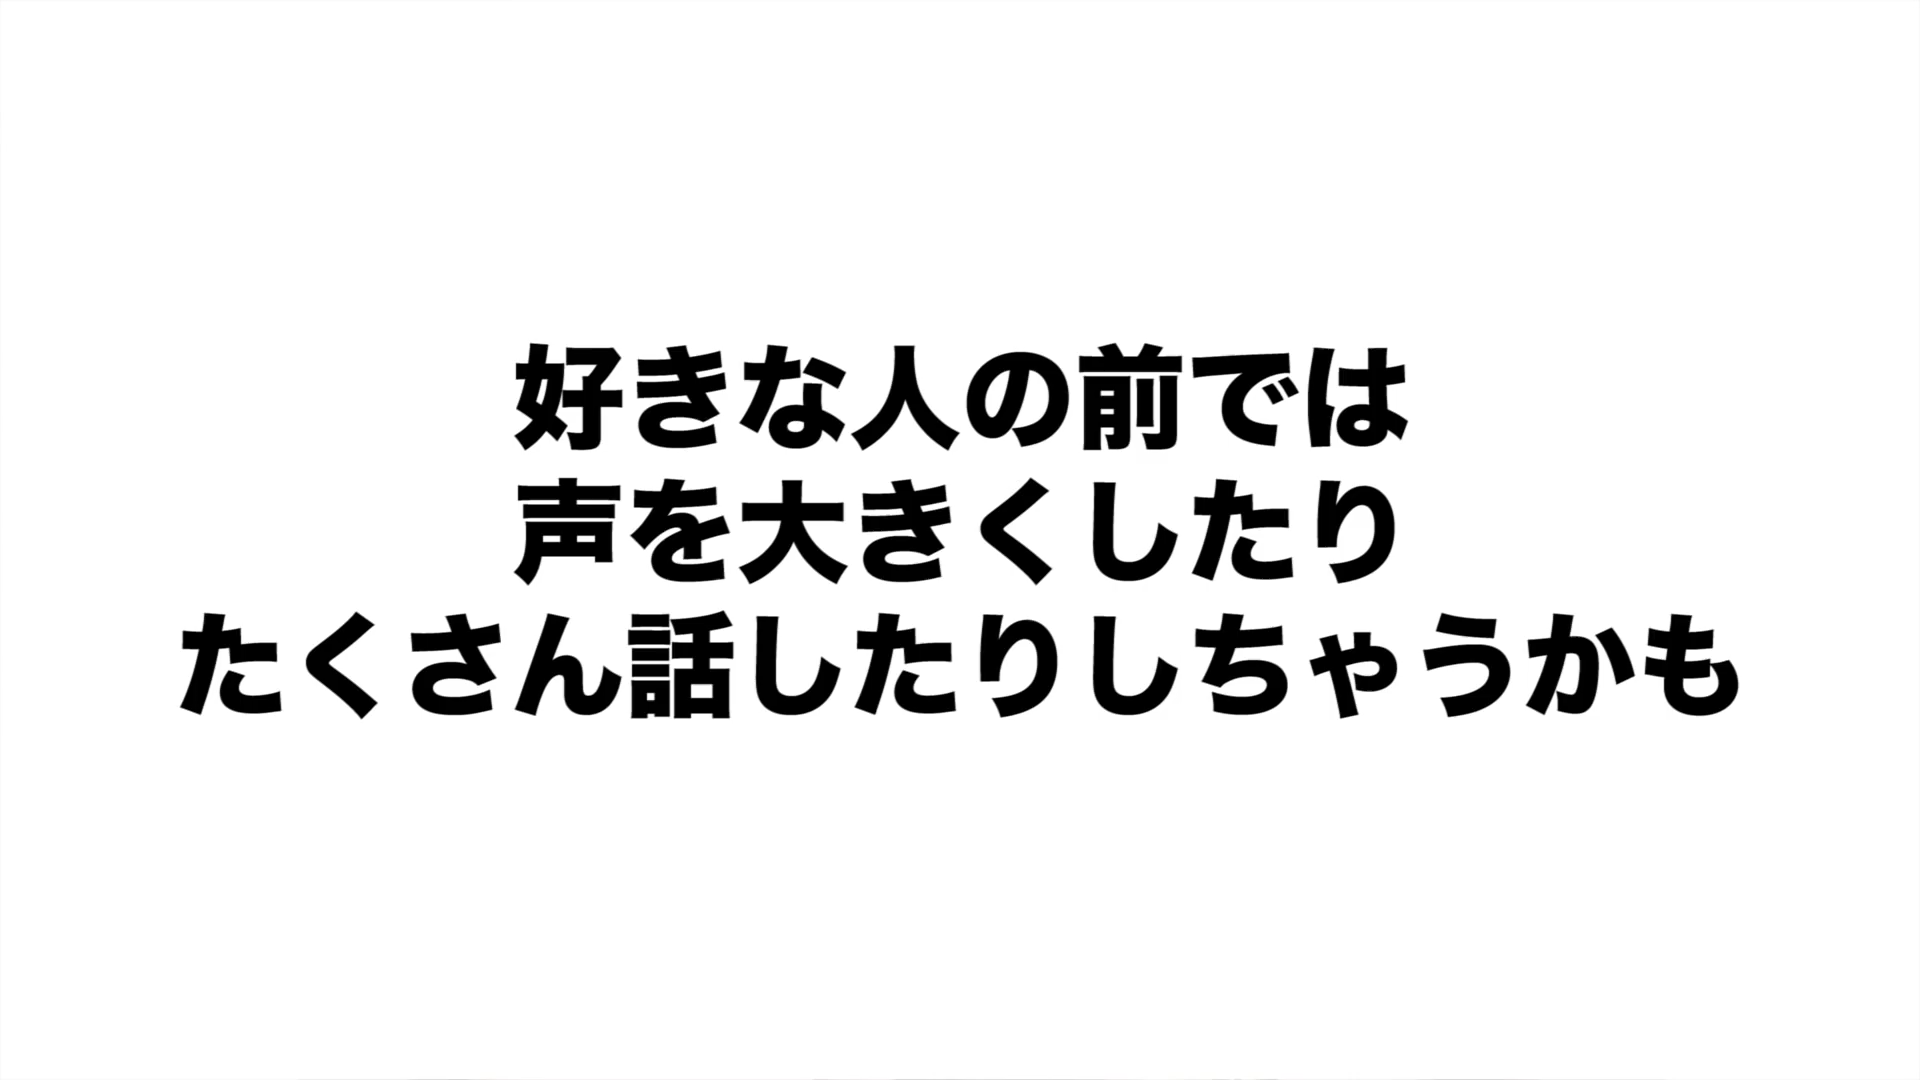 好きな人の前では
声を大きくしたり
たくさん話したりしちゃうかも